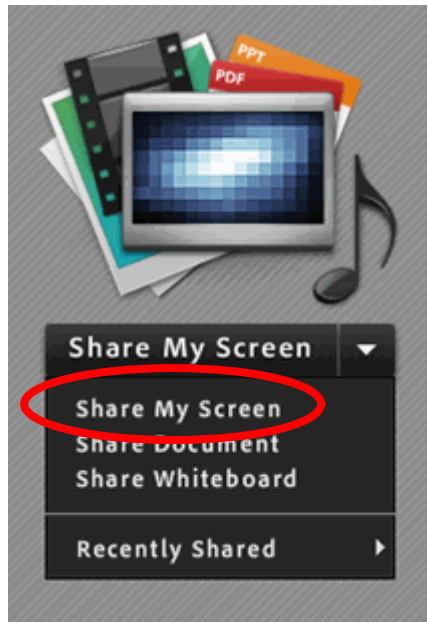 PPT
PDF
Share My Screen
Share My Screen
Share Document
Share Whiteboard
Recently Shared